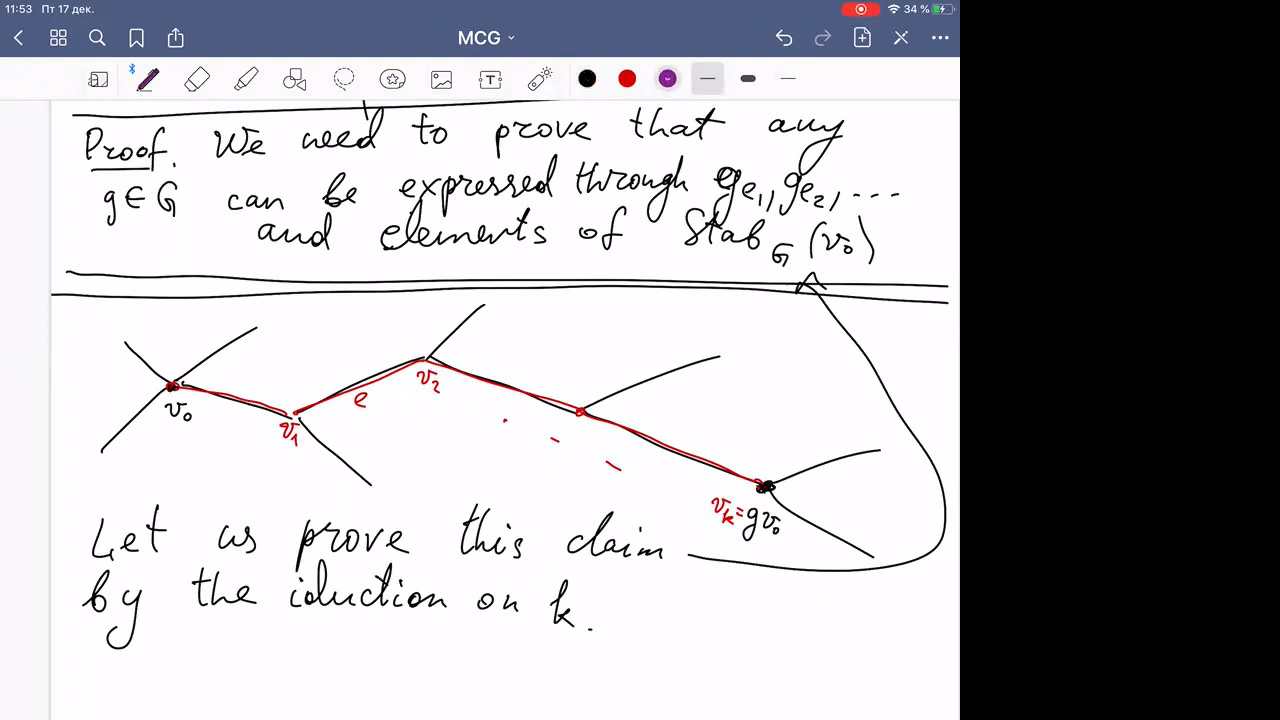 11:53 Пт 17 дек.
34 %
MCG
Proof. We need to prove that any
g∈G can be expressed through g_{e_1}, g_{e_2}, ....
and elements of Stab_G (v_0)
v_0
v_1
e
v_2
v_k = gv_0
Let us prove this claim
by the iduction on k.